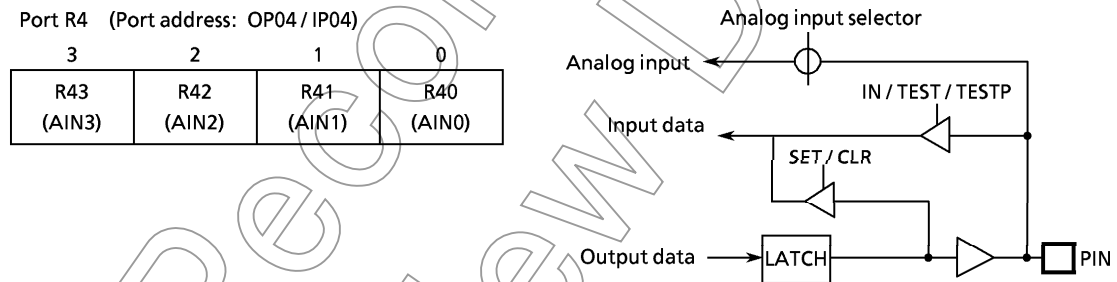 Port R4 (Port address: OP04 / IP04)
3 2 1 0
R43 R42 R41 R40
(AIN3) (AIN2) (AIN1) (AIN0)
Analog input selector
Analog input
IN / TEST / TESTP
Input data
SET / CLR
Output data
LATCH
PIN